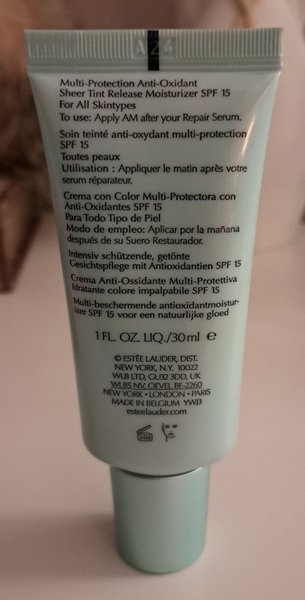 AZ4
Multi-Protection Anti-Oxidant
Sheer Tint Release Moisturizer SPF 15
For All Skintypes
To use: Apply AM after your Repair Serum.
Soin teinté anti-oxydant multi-protection
SPF 15
Toutes peaux
Utilisation : Appliquer le matin après votre
serum réparateur.
Crema con Color Multi-Protectora con
Anti-Oxidantes SPF 15
Para Todo Tipo de Piel
Modo de empleo: Aplicar por la mañana
después de su Suero Restaurador.
Intensiv schützende, getönte
Gesichtspflege mit Antioxidantien SPF 15
Crema Anti-Ossidante Multi-Protettiva
Idratante colore impalpabile SPF 15
Multi-beschermende antioxidantmoistur-
izer SPF 15 voor een natuurlijke gloed
1 FL. OZ. LIQ./30ml e
© ESTĒE LAUDER, DIST.
NEW YORK, N.Y. 10022
WLB LTD, GU32 3DD, UK
WLBS NV, OEVEL BE-2260
NEW YORK • LONDON • PARIS
MADE IN BELGIUM YWJ3
esteelauder.com
24M